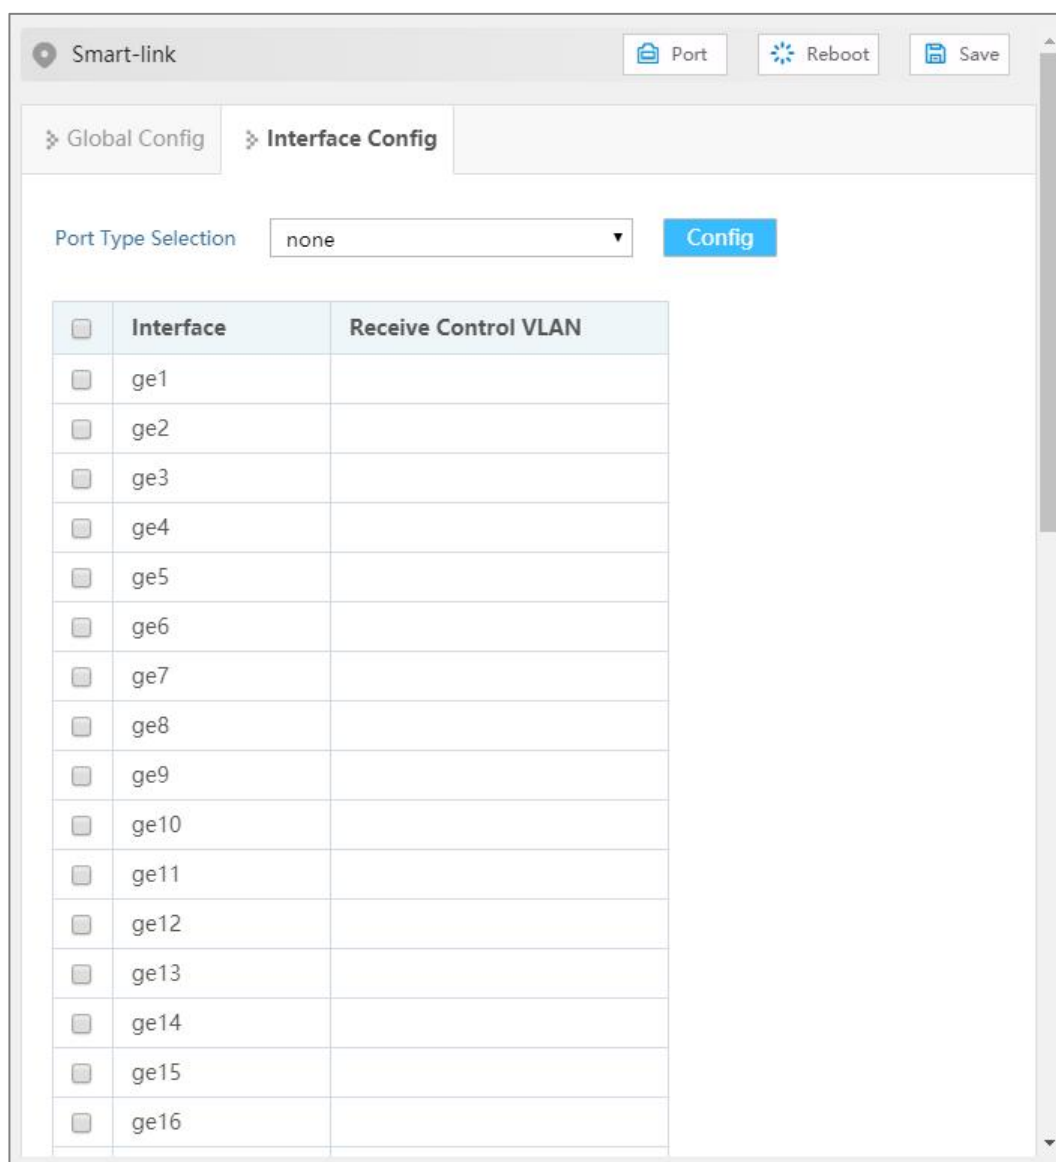 Smart-link Port Reboot Save
Global Config Interface Config
Port Type Selection none Config
Interface Receive Control VLAN
ge1
ge2
ge3
ge4
ge5
ge6
ge7
ge8
ge9
ge10
ge11
ge12
ge13
ge14
ge15
ge16